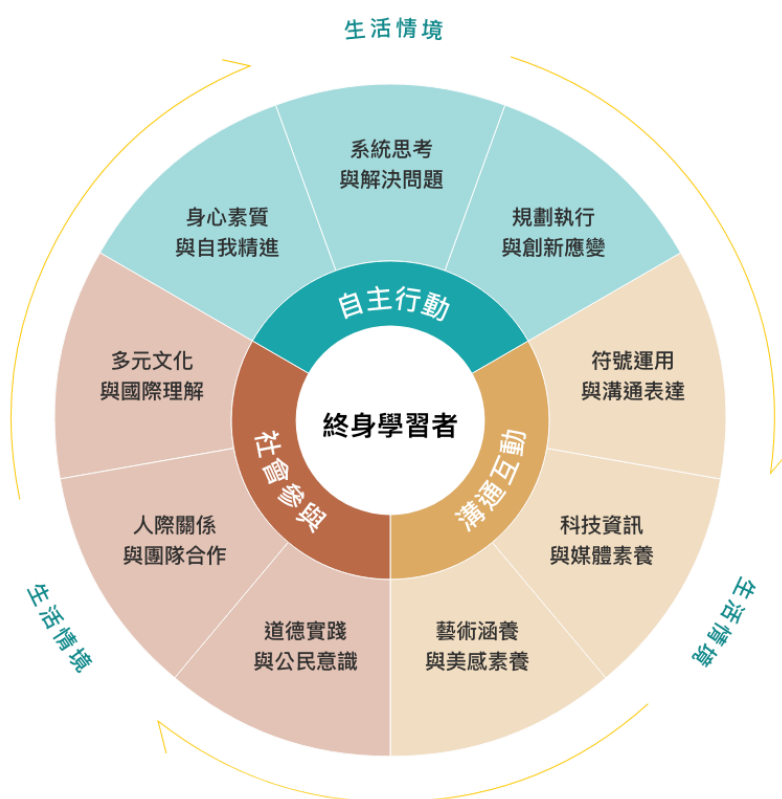 生活情境
系統思考
與解決問題
身心素質
與自我精進
規劃執行
與創新應變
自主行動
多元文化
與國際理解
符號運用
與溝通表達
終身學習者
社會參與
溝通互動
人際關係
與團隊合作
科技資訊
與媒體素養
道德實踐
與公民意識
藝術涵養
與美感素養
生活情境
生活情境